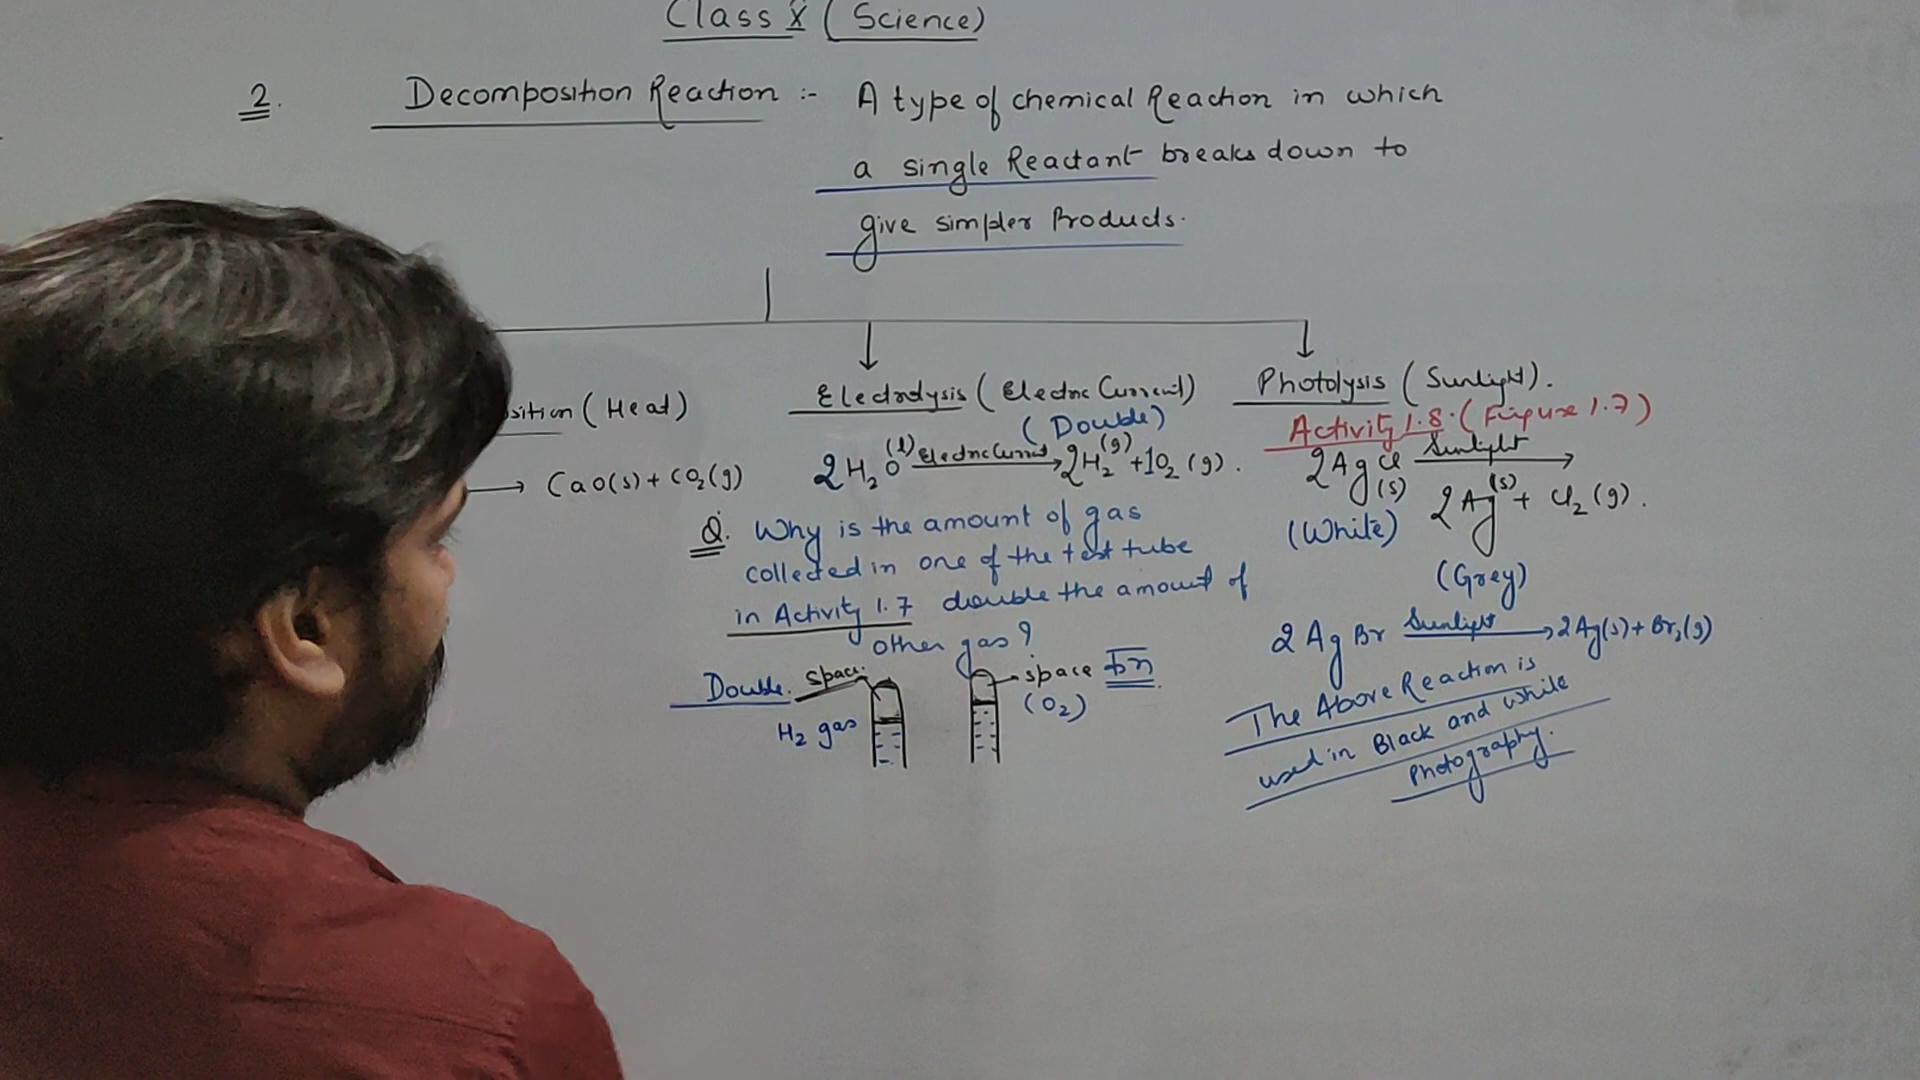 Class X (Science)
2. Decomposition Reaction :- A type of chemical Reaction in which
a single Reactant breaks down to
give simpler Products.
sition (Heat)
→ CaO(s) + CO2(g)
Electrolysis (Electric Current)
(Double)
2H2O(l) Electric Current → 2H2(g) + 1O2(g).
Q. Why is the amount of gas
collected in one of the test tube
in Activity 1.7 double the amount of
other gas?
Double. space
H2 gas
space
(O2)
Photolysis (Sunlight).
Activity 1.8. (Figure 1.7)
2AgCl(s) Sunlight →
2Ag(s) + Cl2(g).
(White)
(Grey)
2AgBr Sunlight → 2Ag(s) + Br2(g)
The Above Reaction is
used in Black and while
Photography.